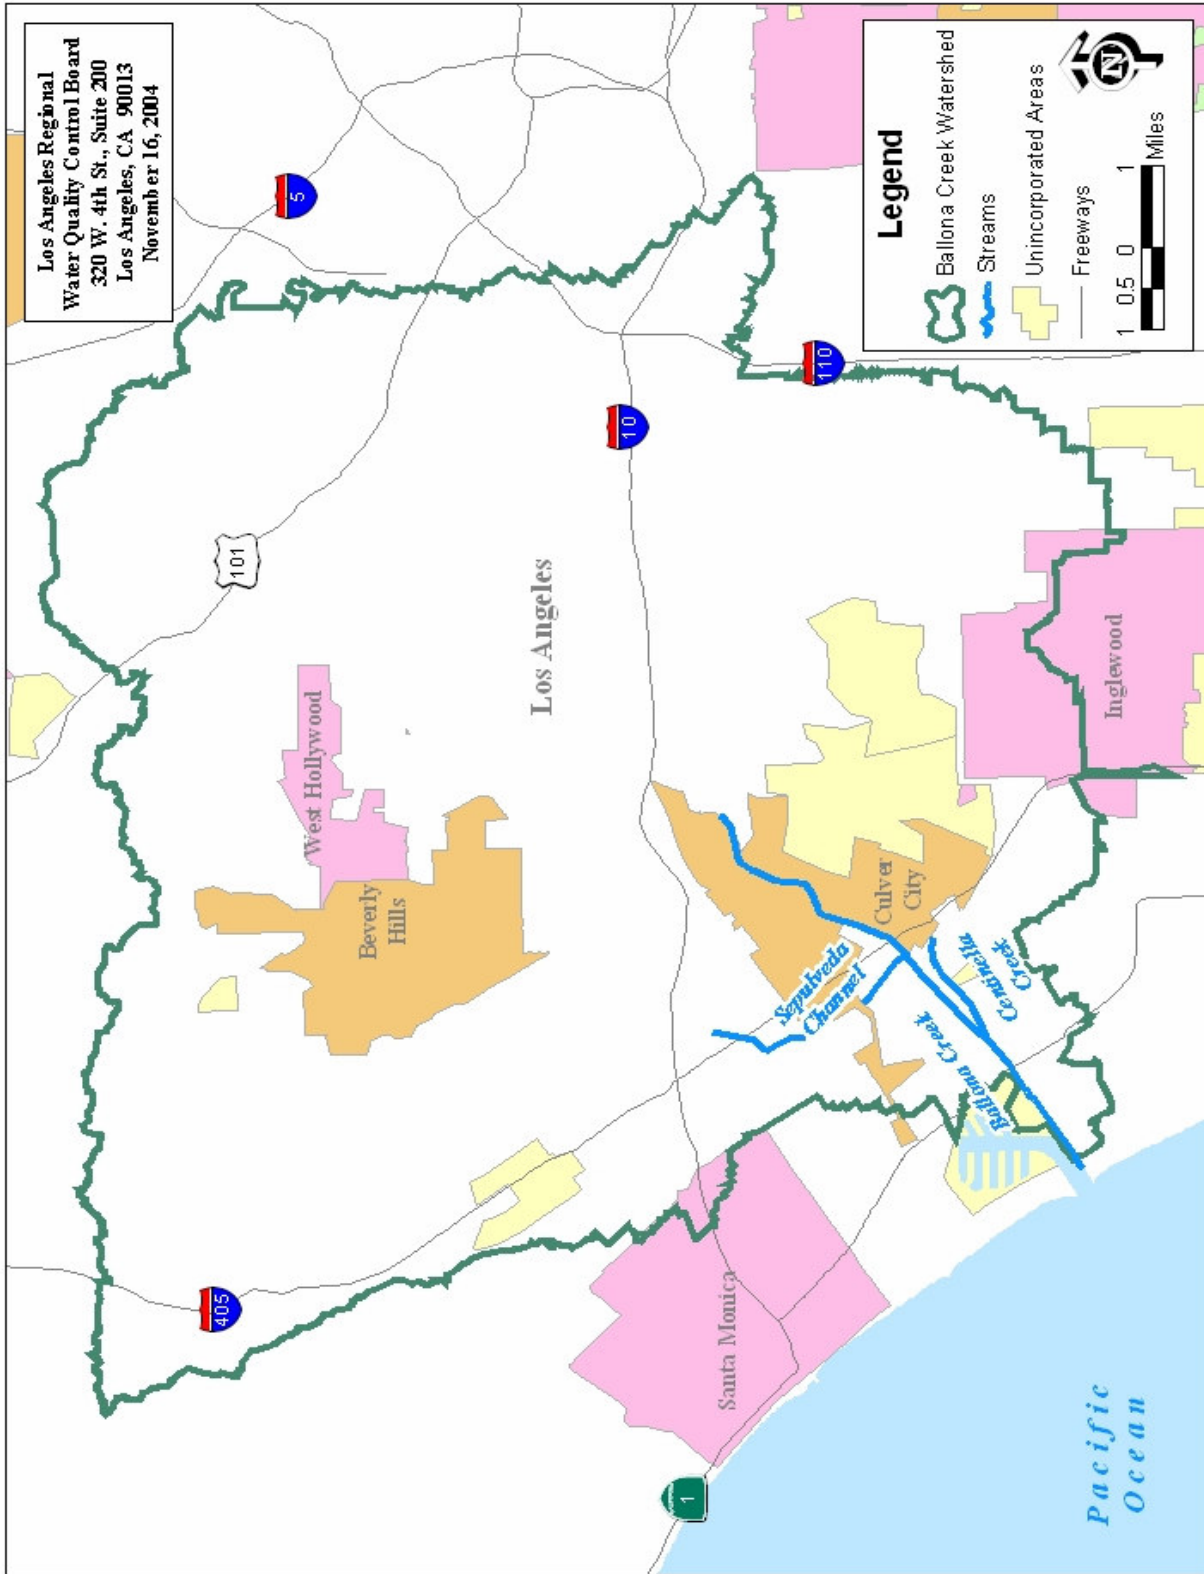 Los Angeles Regional
Water Quality Control Board
320 W. 4th St., Suite 200
Los Angeles, CA 90013
November 16, 2004
5
101
405
West Hollywood
Beverly
Hills
Los Angeles
10
110
Santa Monica
1
Sepulveda
Channel
Culver
City
Ballona Creek
Centinella
Creek
Inglewood
Pacific
Ocean
Legend
Ballona Creek Watershed
Streams
Unincorporated Areas
Freeways
1 0.5 0 1
Miles
N